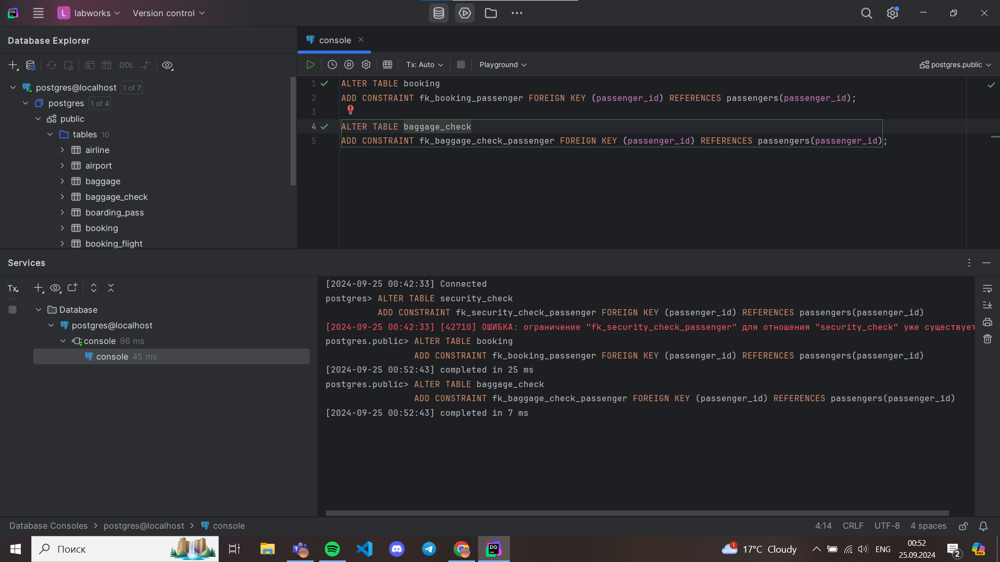 DG
L labworks Version control
Database Explorer
console
DDL
Tx: Auto Playground postgres.public
postgres@localhost 1 of 7
postgres 1 of 4
public
tables 10
airline
airport
baggage
baggage_check
boarding_pass
booking
booking_flight
1 ALTER TABLE booking
2 ADD CONSTRAINT fk_booking_passenger FOREIGN KEY (passenger_id) REFERENCES passengers(passenger_id);
3
4 ALTER TABLE baggage_check
5 ADD CONSTRAINT fk_baggage_check_passenger FOREIGN KEY (passenger_id) REFERENCES passengers(passenger_id);
Services
Tx
Database
postgres@localhost
console 96 ms
console 45 ms
[2024-09-25 00:42:33] Connected
postgres> ALTER TABLE security_check
ADD CONSTRAINT fk_security_check_passenger FOREIGN KEY (passenger_id) REFERENCES passengers(passenger_id)
[2024-09-25 00:42:33] [42710] ОШИБКА: ограничение "fk_security_check_passenger" для отношения "security_check" уже существует
postgres.public> ALTER TABLE booking
ADD CONSTRAINT fk_booking_passenger FOREIGN KEY (passenger_id) REFERENCES passengers(passenger_id)
[2024-09-25 00:52:43] completed in 25 ms
postgres.public> ALTER TABLE baggage_check
ADD CONSTRAINT fk_baggage_check_passenger FOREIGN KEY (passenger_id) REFERENCES passengers(passenger_id)
[2024-09-25 00:52:43] completed in 7 ms
Database Consoles > postgres@localhost > console
4:14 CRLF UTF-8 4 spaces
Поиск
DG
1 17°C Cloudy
ENG
00:52
25.09.2024
2
PRE